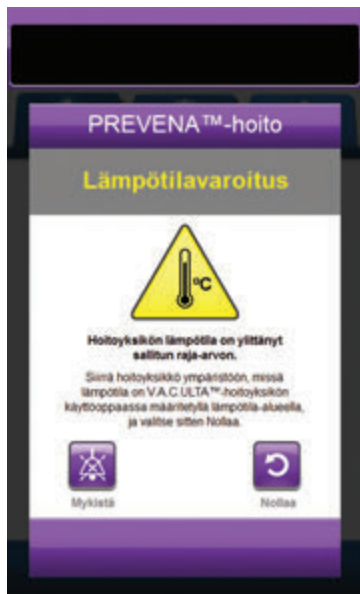 PREVENA™-hoito
Lämpötilavaroitus
°C
Hoitoyksikön lämpötila on ylittänyt
sallitun raja-arvon.
Siirrä hoitoyksikkö ympäristöön, missä
lämpötila on V.A.C.ULTA™-hoitoyksikön
käyttöoppaassa määritetyllä lämpötila-alueella,
ja valitse sitten Nollaa.
Mykistä
Nollaa